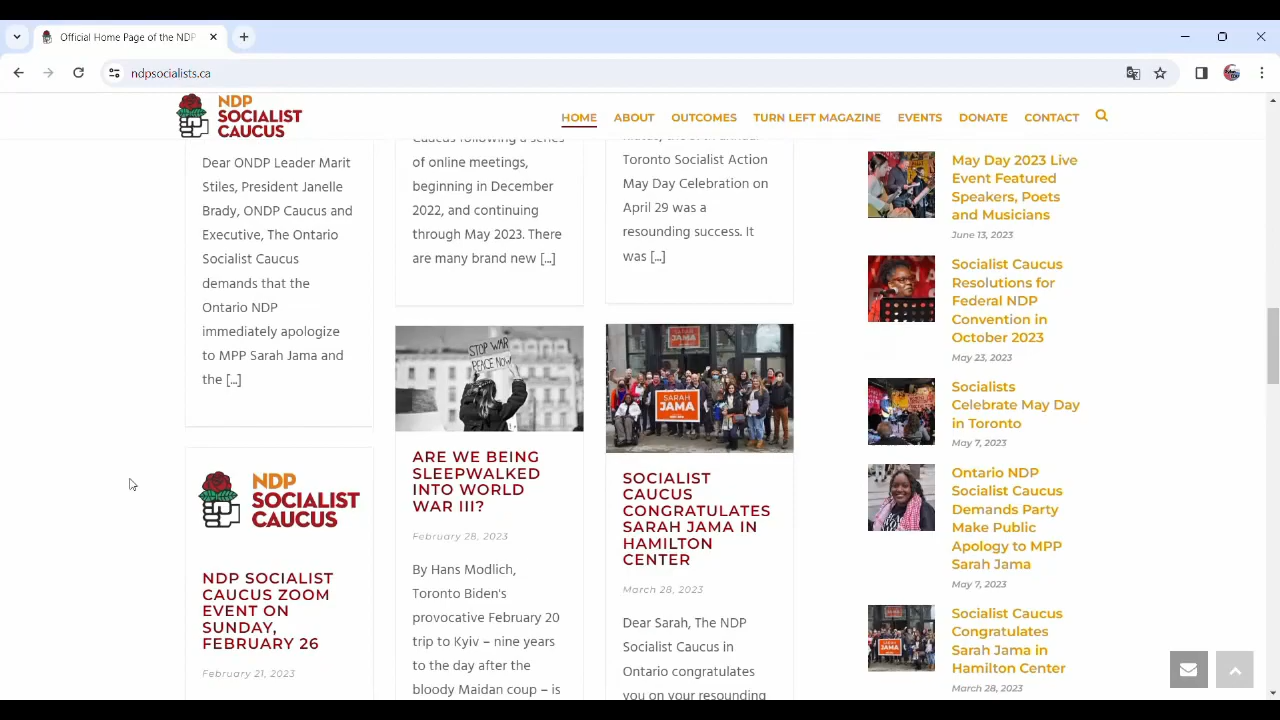 Official Home Page of the NDP
ndpsocialists.ca
NDP
SOCIALIST
CAUCUS
HOME
ABOUT
OUTCOMES
TURN LEFT MAGAZINE
EVENTS
DONATE
CONTACT
Dear ONDP Leader Marit
Stiles, President Janelle
Brady, ONDP Caucus and
Executive, The Ontario
Socialist Caucus
demands that the
Ontario NDP
immediately apologize
to MPP Sarah Jama and
the [...]
NDP
SOCIALIST
CAUCUS
NDP SOCIALIST
CAUCUS ZOOM
EVENT ON
SUNDAY,
FEBRUARY 26
February 21, 2023
Caucus following a series
of online meetings,
beginning in December
2022, and continuing
through May 2023. There
are many brand new [...]
STOP WAR
PEACE NOW
ARE WE BEING
SLEEPWALKED
INTO WORLD
WAR III?
February 28, 2023
By Hans Modlich,
Toronto Biden's
provocative February 20
trip to Kyiv – nine years
to the day after the
bloody Maidan coup – is
Toronto Socialist Action
May Day Celebration on
April 29 was a
resounding success. It
was [...]
SARAH
JAMA
SARAH
JAMA
SOCIALIST
CAUCUS
CONGRATULATES
SARAH JAMA IN
HAMILTON
CENTER
March 28, 2023
Dear Sarah, The NDP
Socialist Caucus in
Ontario congratulates
you on your resounding
May Day 2023 Live
Event Featured
Speakers, Poets
and Musicians
June 13, 2023
Socialist Caucus
Resolutions for
Federal NDP
Convention in
October 2023
May 23, 2023
Socialists
Celebrate May Day
in Toronto
May 7, 2023
Ontario NDP
Socialist Caucus
Demands Party
Make Public
Apology to MPP
Sarah Jama
May 7, 2023
Socialist Caucus
Congratulates
Sarah Jama in
Hamilton Center
March 28, 2023